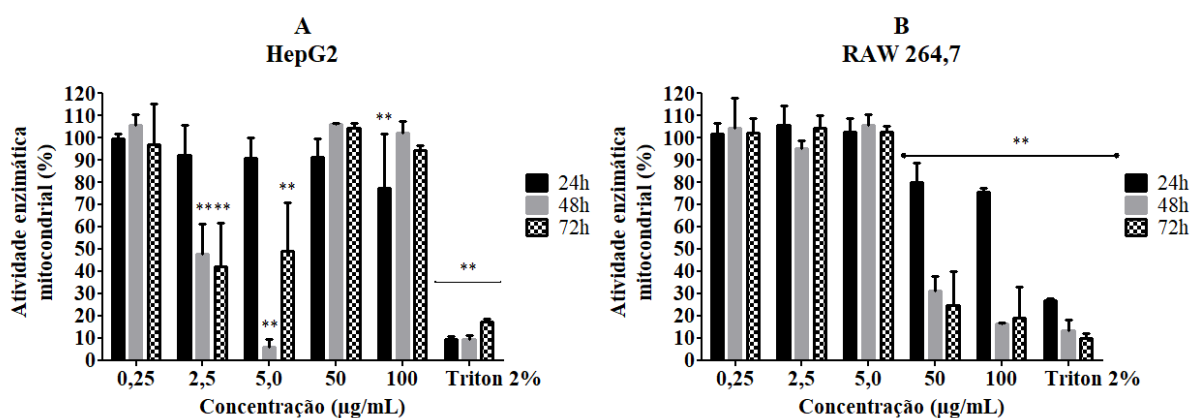 A
HepG2
Atividade enzimática
mitocondrial (%)
120
110
100
90
80
70
60
50
40
30
20
10
0
**
****
**
**
**
0,25 2,5 5,0 50 100 Triton 2%
Concentração (µg/mL)
24h
48h
72h
B
RAW 264,7
Atividade enzimática
mitocondrial (%)
120
110
100
90
80
70
60
50
40
30
20
10
0
**
0,25 2,5 5,0 50 100 Triton 2%
Concentração (µg/mL)
24h
48h
72h